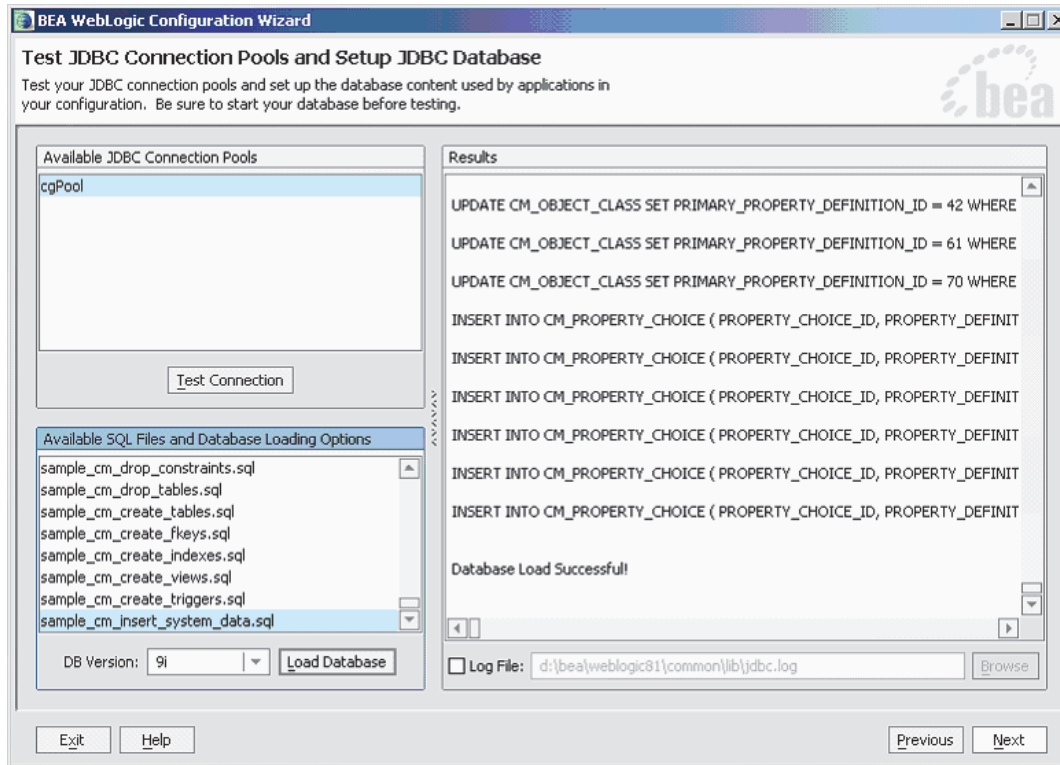 BEA WebLogic Configuration Wizard
Test JDBC Connection Pools and Setup JDBC Database
Test your JDBC connection pools and set up the database content used by applications in
your configuration. Be sure to start your database before testing.
bea
Available JDBC Connection Pools
cgPool
Test Connection
Available SQL Files and Database Loading Options
sample_cm_drop_constraints.sql
sample_cm_drop_tables.sql
sample_cm_create_tables.sql
sample_cm_create_fkeys.sql
sample_cm_create_indexes.sql
sample_cm_create_views.sql
sample_cm_create_triggers.sql
sample_cm_insert_system_data.sql
DB Version: 9i Load Database
Results
UPDATE CM_OBJECT_CLASS SET PRIMARY_PROPERTY_DEFINITION_ID = 42 WHERE
UPDATE CM_OBJECT_CLASS SET PRIMARY_PROPERTY_DEFINITION_ID = 61 WHERE
UPDATE CM_OBJECT_CLASS SET PRIMARY_PROPERTY_DEFINITION_ID = 70 WHERE
INSERT INTO CM_PROPERTY_CHOICE ( PROPERTY_CHOICE_ID, PROPERTY_DEFINIT
INSERT INTO CM_PROPERTY_CHOICE ( PROPERTY_CHOICE_ID, PROPERTY_DEFINIT
INSERT INTO CM_PROPERTY_CHOICE ( PROPERTY_CHOICE_ID, PROPERTY_DEFINIT
INSERT INTO CM_PROPERTY_CHOICE ( PROPERTY_CHOICE_ID, PROPERTY_DEFINIT
INSERT INTO CM_PROPERTY_CHOICE ( PROPERTY_CHOICE_ID, PROPERTY_DEFINIT
INSERT INTO CM_PROPERTY_CHOICE ( PROPERTY_CHOICE_ID, PROPERTY_DEFINIT
Database Load Successful!
Log File: d:\bea\weblogic81\common\lib\jdbc.log Browse
Exit Help Previous Next